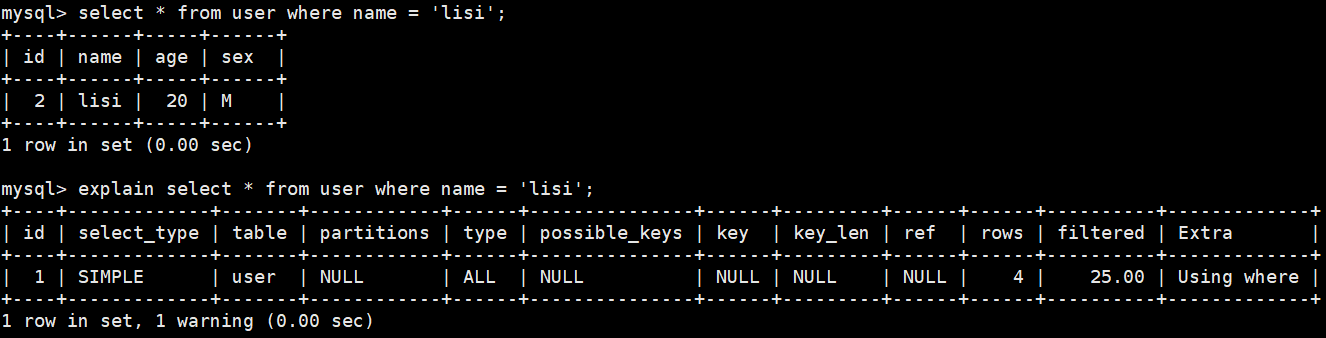 mysql> select * from user where name = 'lisi';
+----+------+-----+------+
| id | name | age | sex  |
+----+------+-----+------+
|  2 | lisi |  20 | M    |
+----+------+-----+------+
1 row in set (0.00 sec)
mysql> explain select * from user where name = 'lisi';
+----+-------------+-------+------------+------+---------------+------+---------+------+------+----------+-------------+
| id | select_type | table | partitions | type | possible_keys | key  | key_len | ref  | rows | filtered | Extra       |
+----+-------------+-------+------------+------+---------------+------+---------+------+------+----------+-------------+
|  1 | SIMPLE      | user  | NULL       | ALL  | NULL          | NULL | NULL    | NULL |    4 |    25.00 | Using where |
+----+-------------+-------+------------+------+---------------+------+---------+------+------+----------+-------------+
1 row in set, 1 warning (0.00 sec)